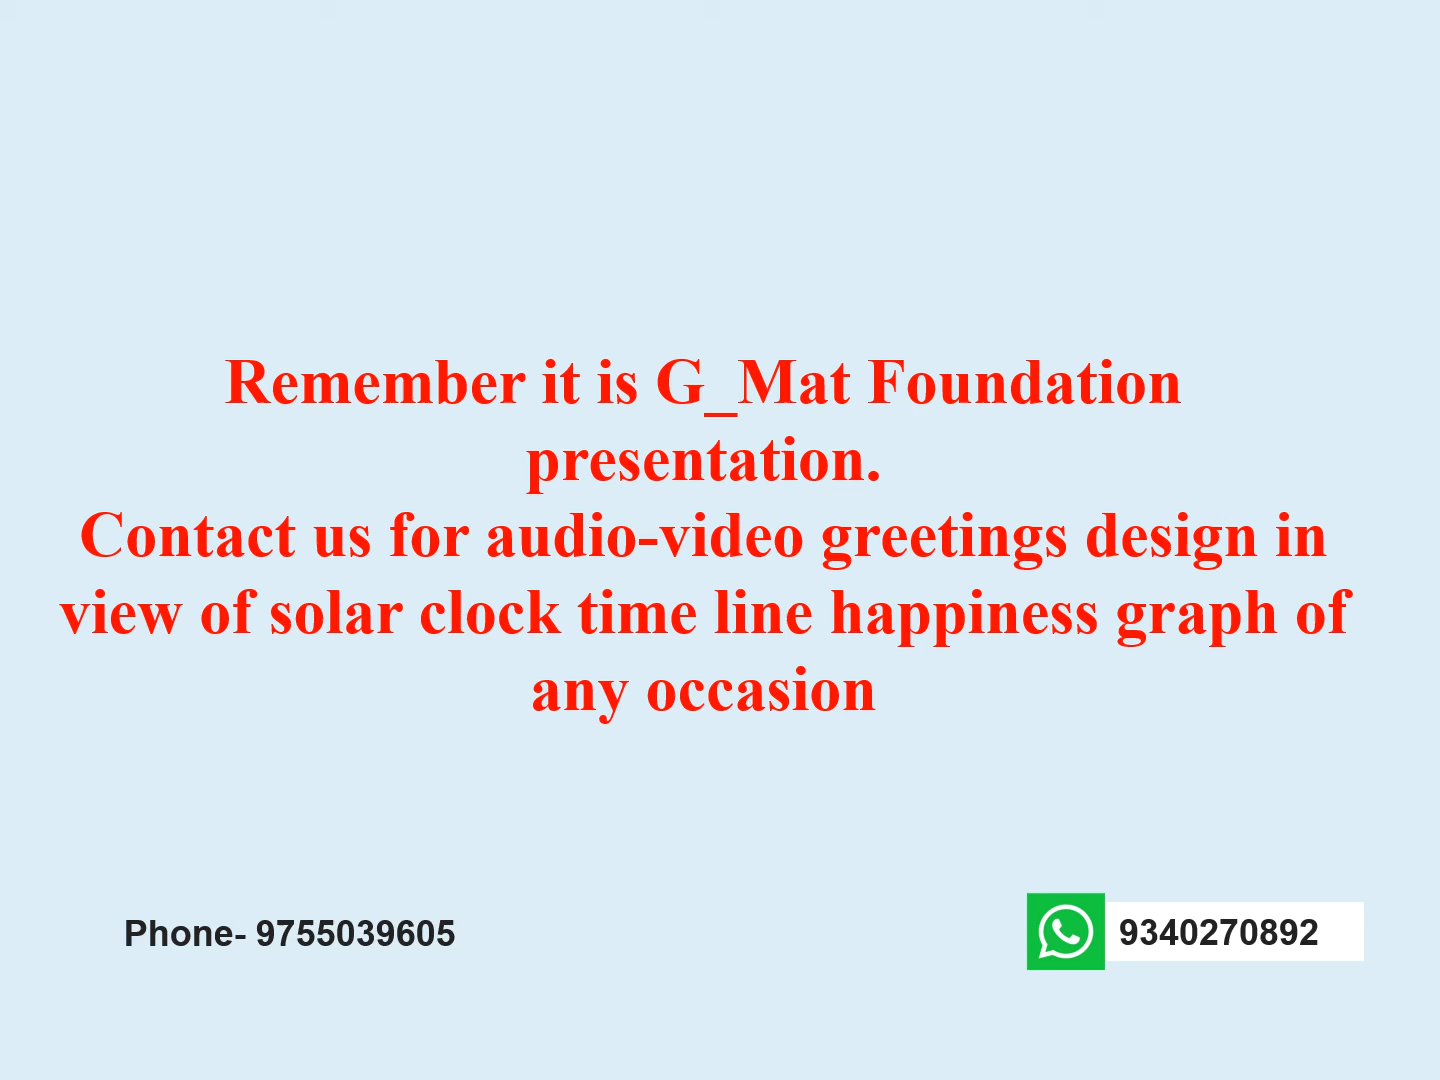 Remember it is G_Mat Foundation
presentation.
Contact us for audio-video greetings design in
view of solar clock time line happiness graph of
any occasion
Phone- 9755039605
9340270892